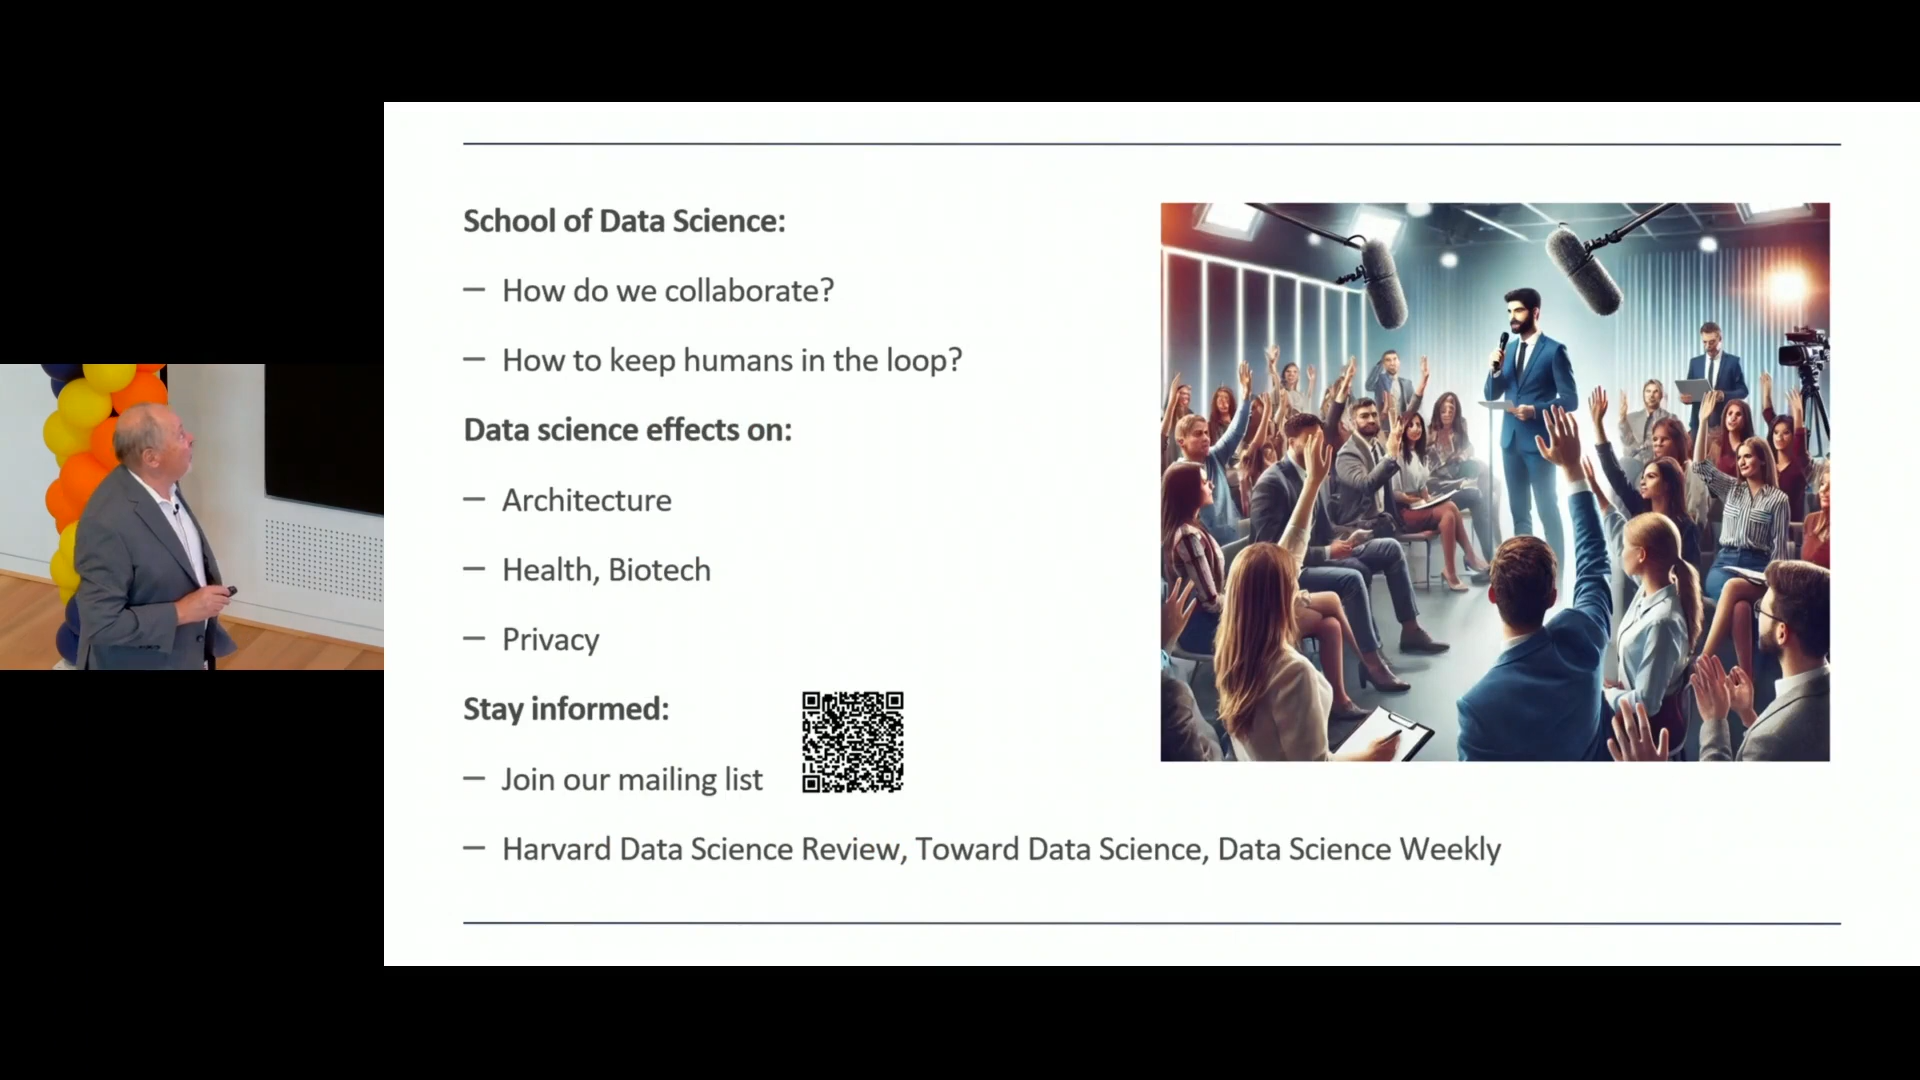 School of Data Science:
— How do we collaborate?
— How to keep humans in the loop?
Data science effects on:
— Architecture
— Health, Biotech
— Privacy
Stay informed:
— Join our mailing list
— Harvard Data Science Review, Toward Data Science, Data Science Weekly